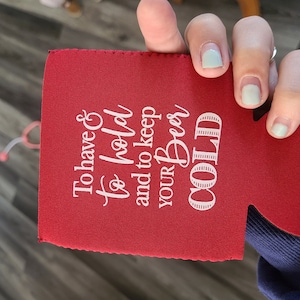 To have &
to hold
and to keep
YOUR Beer
COLD